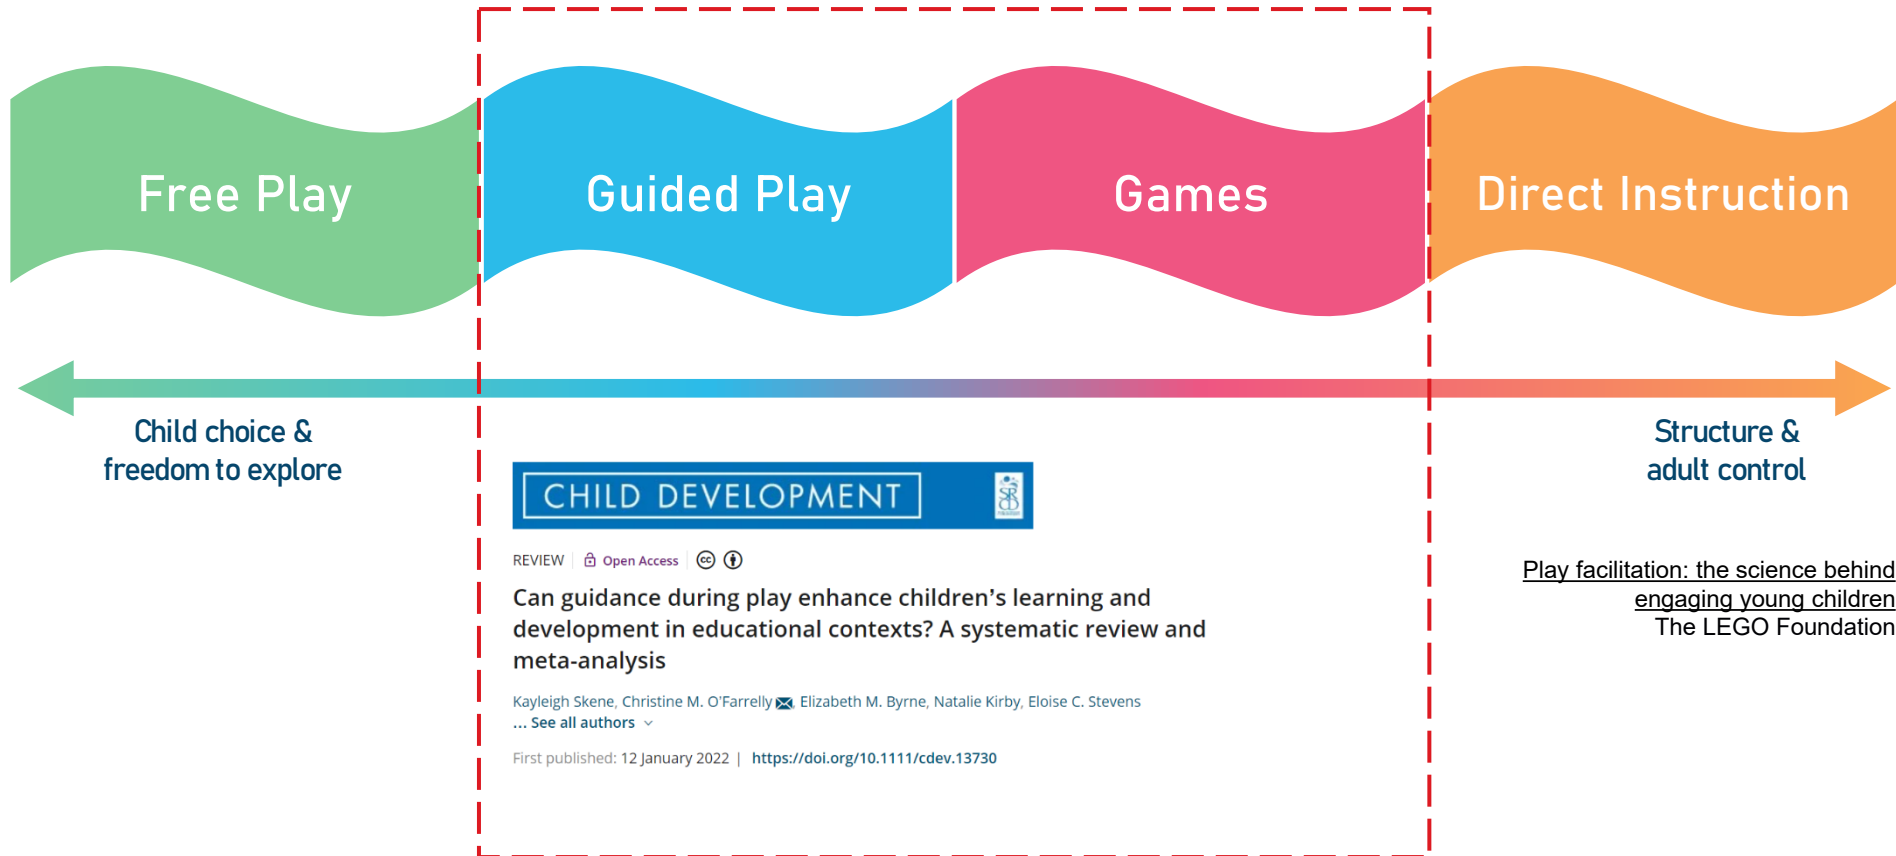 Free Play
Guided Play
Games
Direct Instruction
Child choice &
freedom to explore
Structure &
adult control
CHILD DEVELOPMENT
REVIEW Open Access
Can guidance during play enhance children’s learning and
development in educational contexts? A systematic review and
meta-analysis
Kayleigh Skene, Christine M. O'Farrelly, Elizabeth M. Byrne, Natalie Kirby, Eloise C. Stevens
... See all authors
First published: 12 January 2022 | https://doi.org/10.1111/cdev.13730
Play facilitation: the science behind
engaging young children
The LEGO Foundation